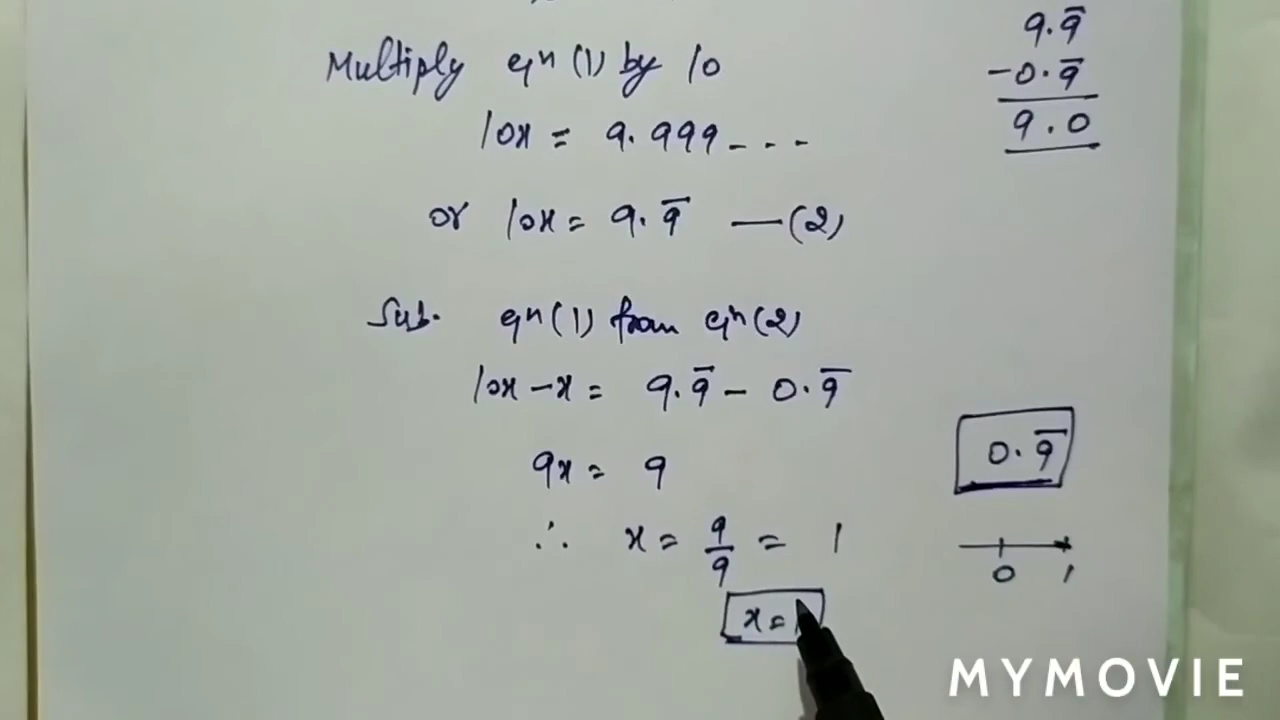 Multiply eqⁿ (1) by 10
10x = 9.999 - - -
or 10x = 9.9̅ —(2)
Sub. eqⁿ (1) from eqⁿ (2)
10x - x = 9.9̅ - 0.9̅
9x = 9
∴ x = 9/9 = 1
x = 1
9.9̅
-0.9̅
9.0
0.9̅
0 1
MYMOVIE